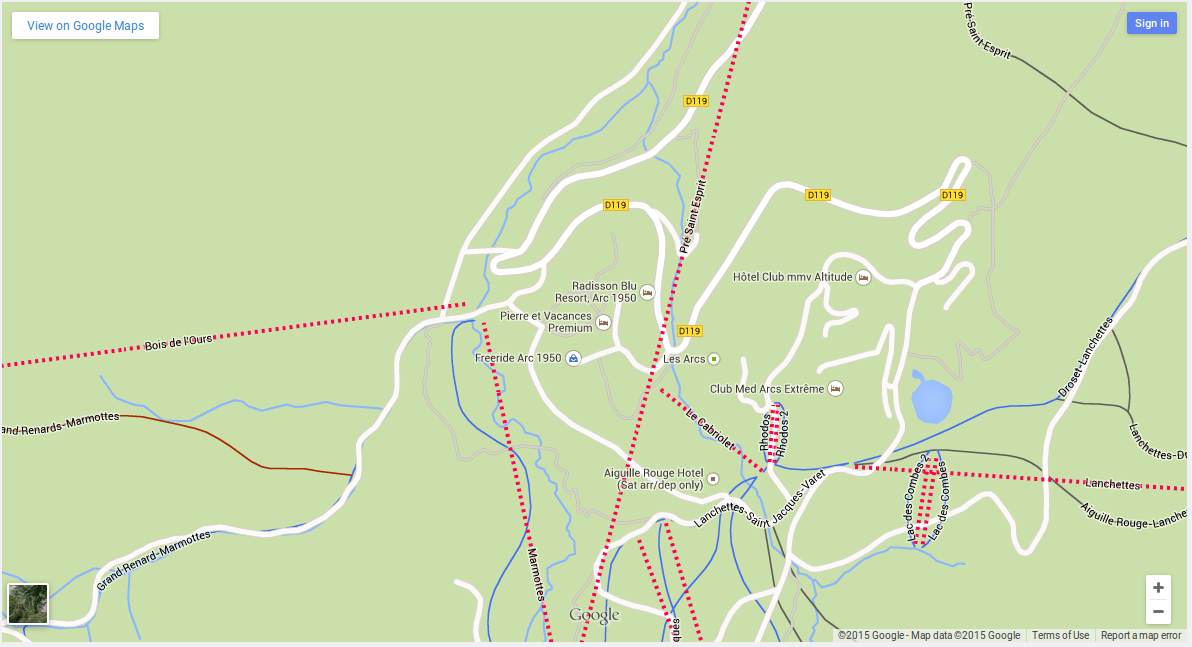 View on Google Maps
Sign in
Pré-Saint-Esprit
D119
D119
D119
D119
Pré Saint Esprit
Hôtel Club mmv Altitude
Radisson Blu
Resort, Arc 1950
Pierre et Vacances
Premium
D119
Bois de l'Ours
Freeride Arc 1950
Les Arcs
Droset-Lanchettes
Club Med Arcs Extrême
and Renards-Marmottes
Le Cabriolet
Rhodos
Rhodos 2
Lanchettes-Du
Aiguille Rouge Hotel
(Sat arr/dep only)
Lanchettes
Lanchettes-Saint Jacques-Varet
Lac des Combes 2
Lac des Combes
Aiguille Rouge-Lanche
Grand Renard-Marmottes
Marmottes
Google
ques
+
−
©2015 Google - Map data ©2015 Google
Terms of Use
Report a map error